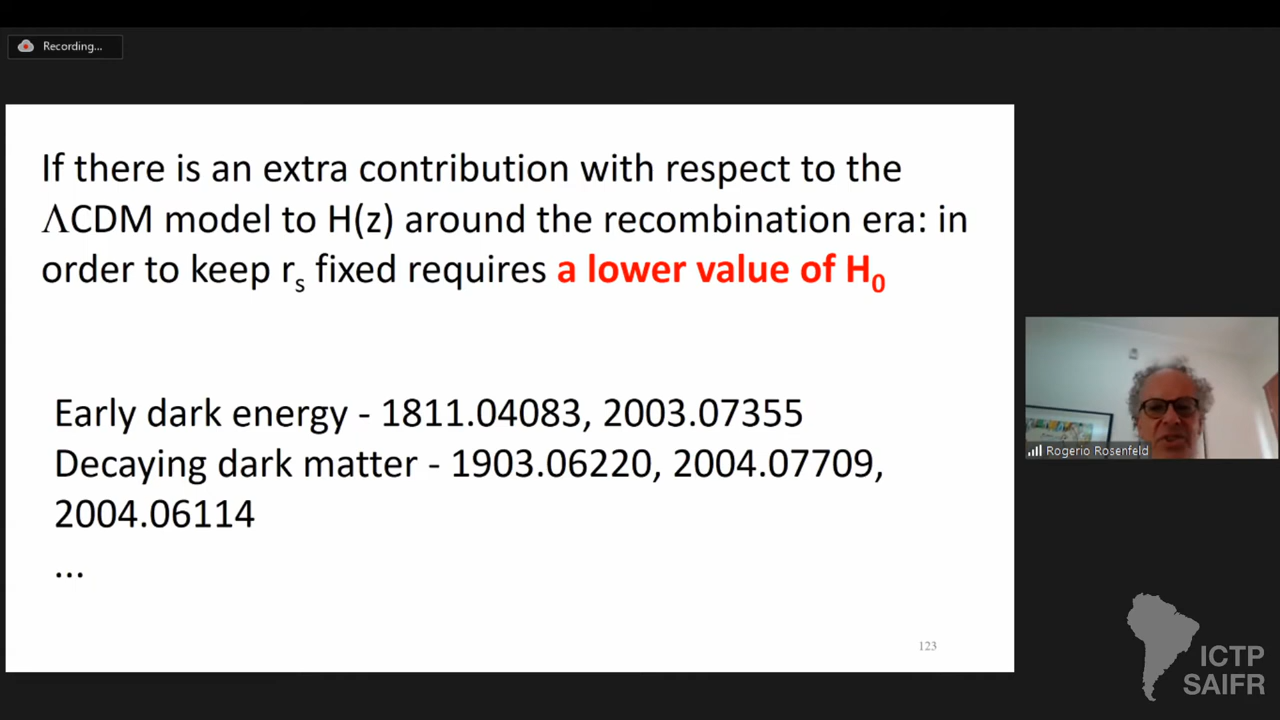 Recording...
If there is an extra contribution with respect to the
ΛCDM model to H(z) around the recombination era: in
order to keep rₛ fixed requires a lower value of H₀
Early dark energy - 1811.04083, 2003.07355
Decaying dark matter - 1903.06220, 2004.07709,
2004.06114
...
123
Rogerio Rosenfeld
ICTP
SAIFR